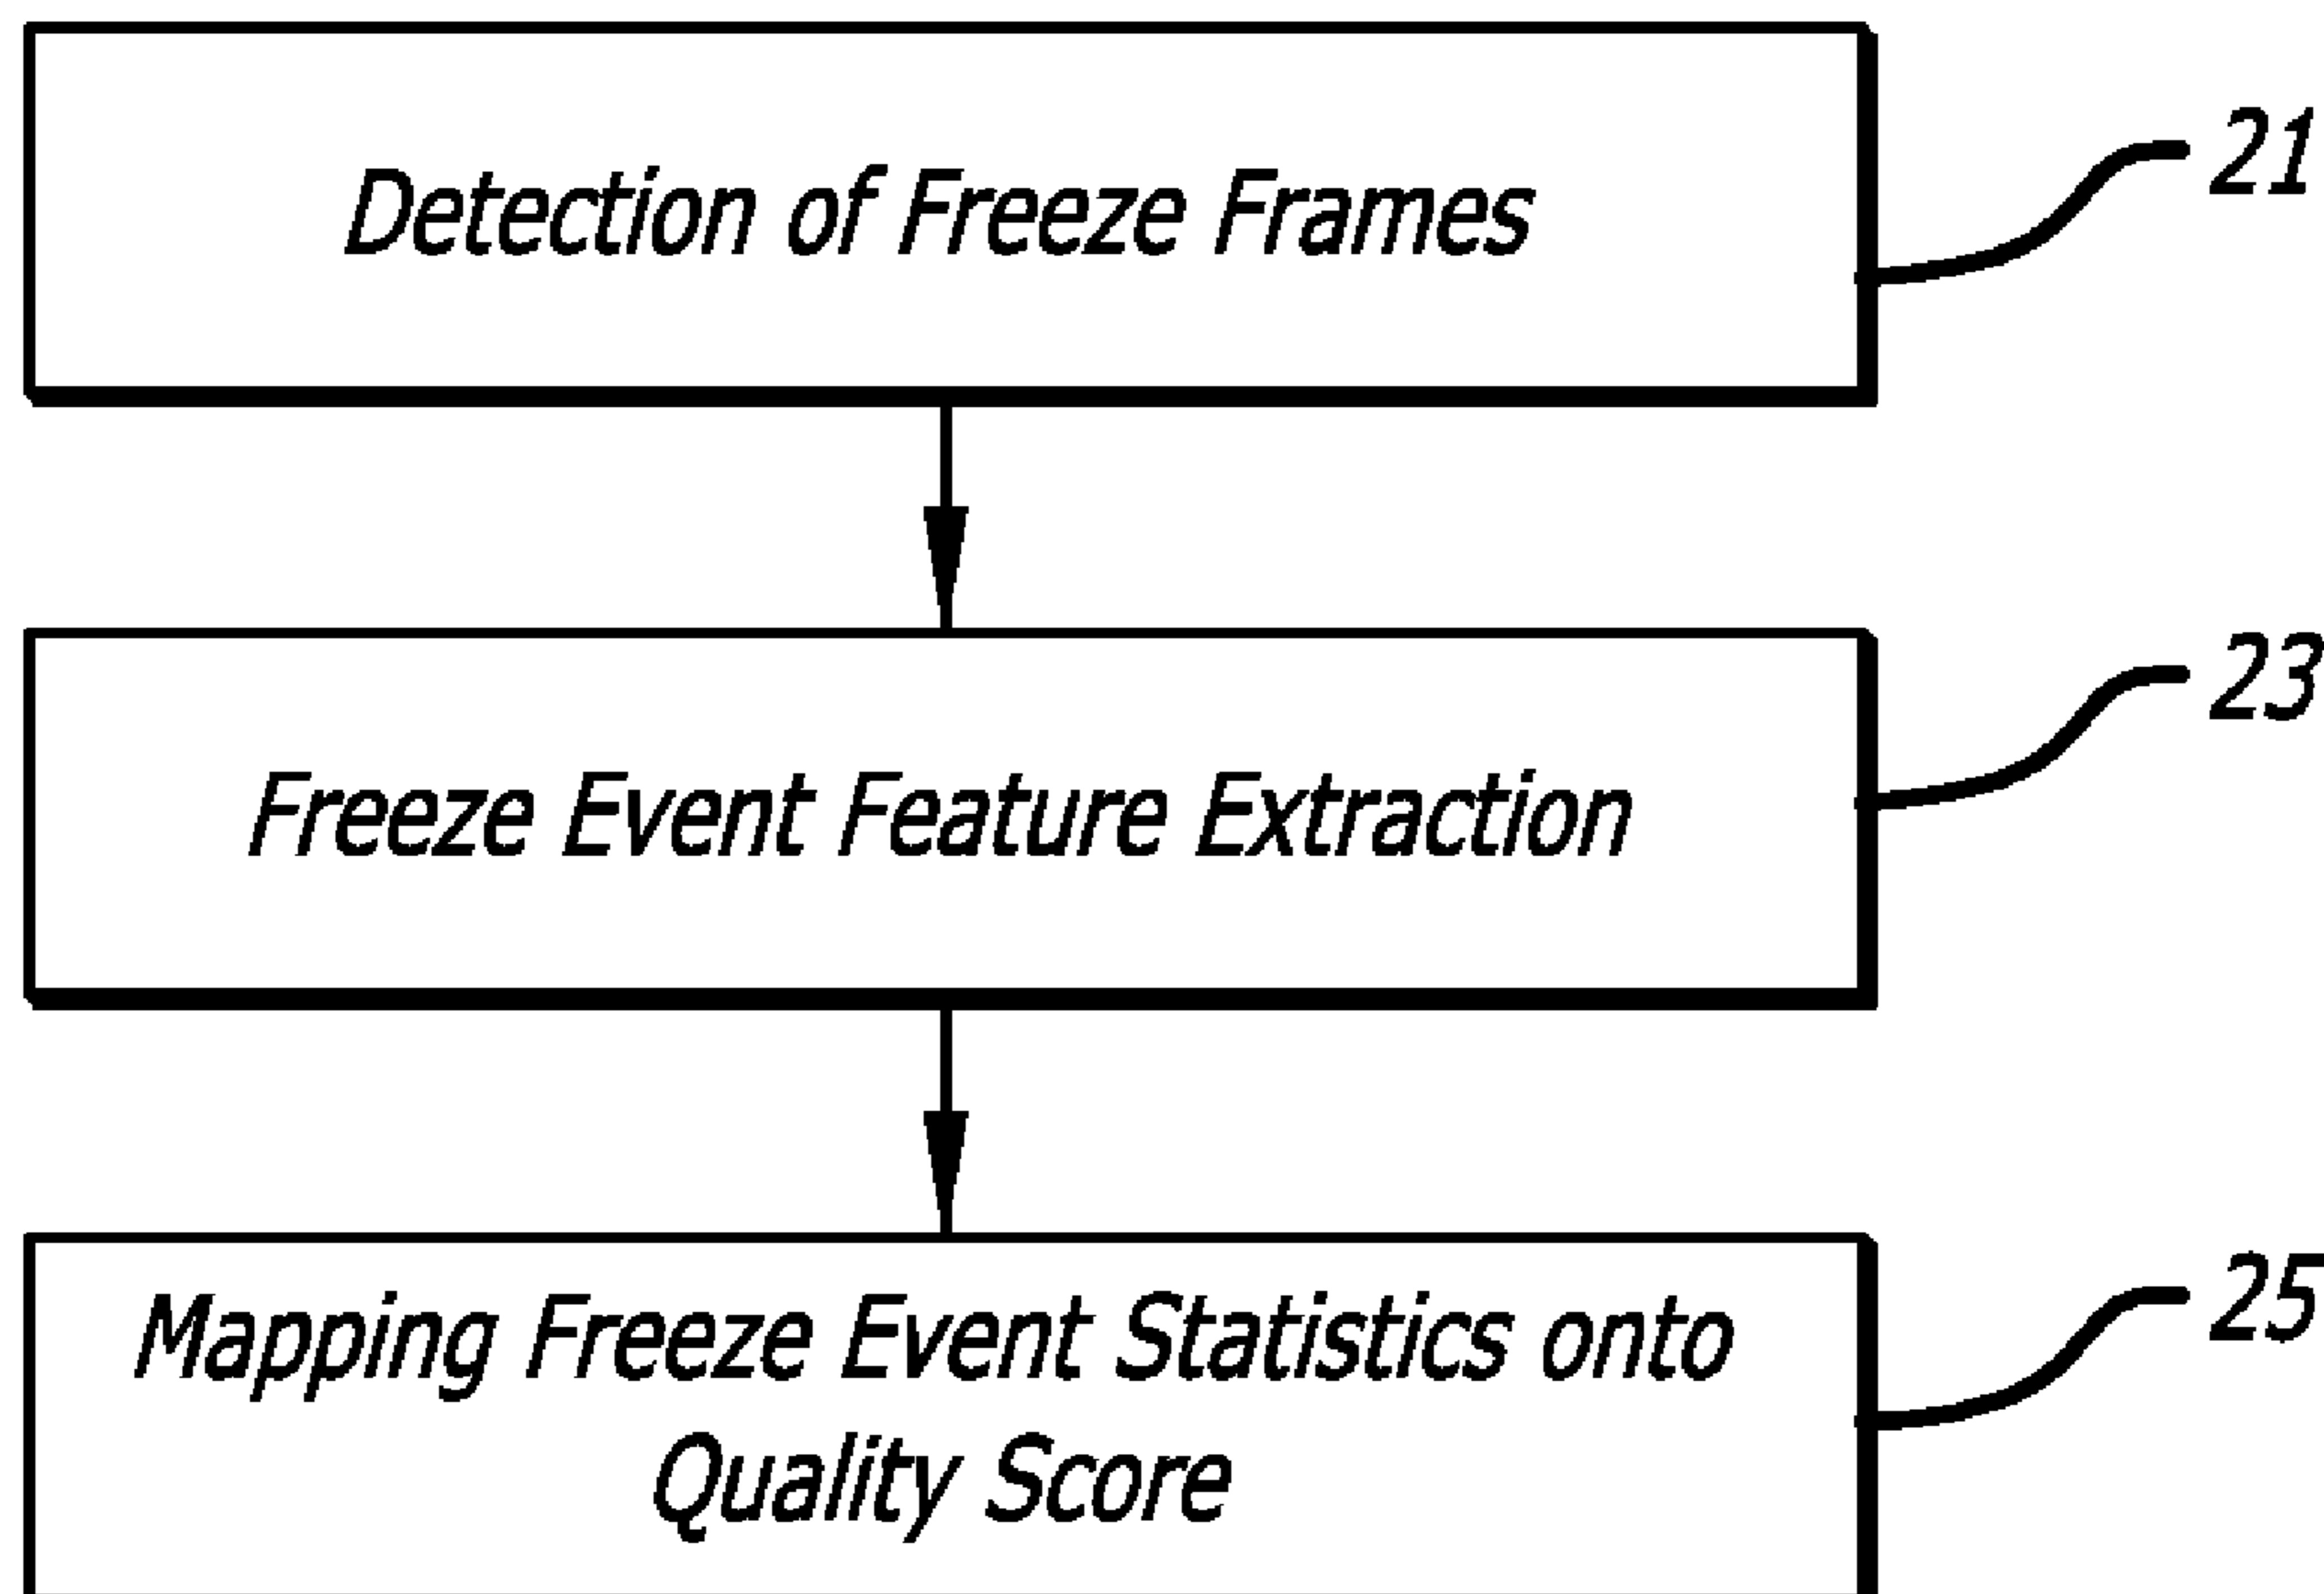 Detection of Freeze Frames
21
Freeze Event Feature Extraction
23
Mapping Freeze Event Statistics onto
Quality Score
25